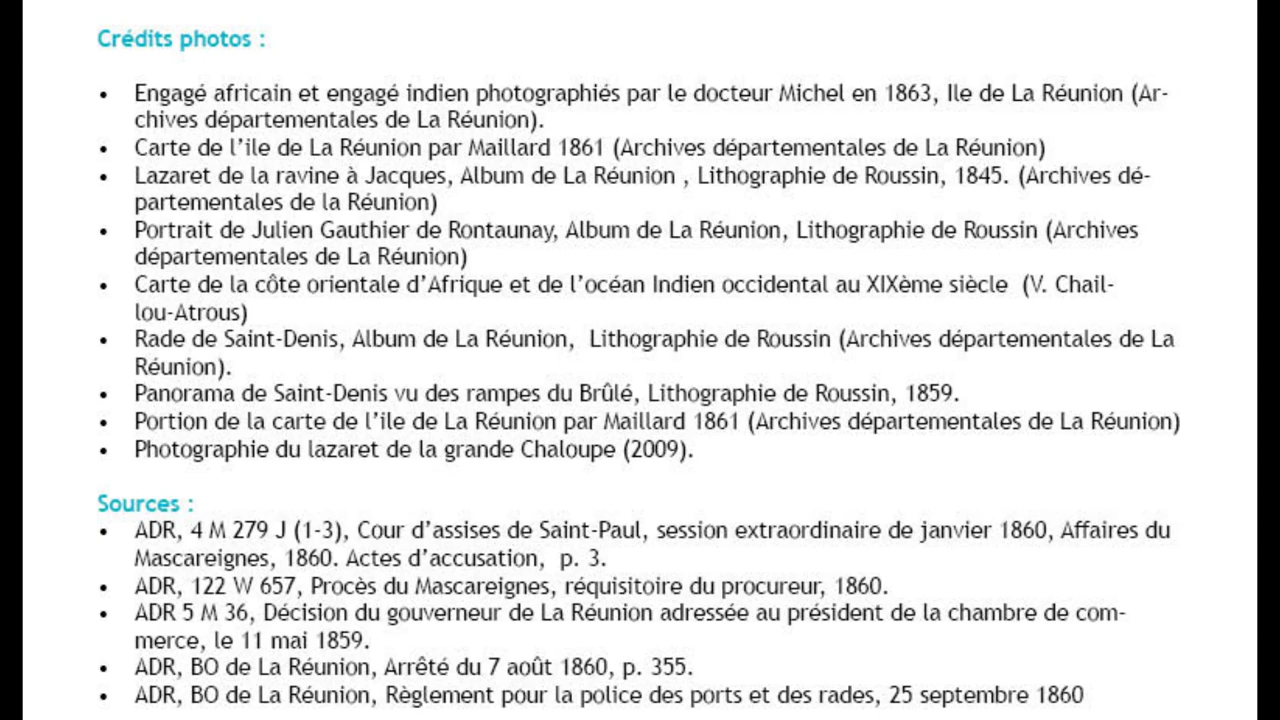 Crédits photos :
• Engagé africain et engagé indien photographiés par le docteur Michel en 1863, Ile de La Réunion (Ar-
chives départementales de La Réunion).
• Carte de l'ile de La Réunion par Maillard 1861 (Archives départementales de La Réunion)
• Lazaret de la ravine à Jacques, Album de La Réunion , Lithographie de Roussin, 1845. (Archives dé-
partementales de la Réunion)
• Portrait de Julien Gauthier de Rontaunay, Album de La Réunion, Lithographie de Roussin (Archives
départementales de La Réunion)
• Carte de la côte orientale d'Afrique et de l'océan Indien occidental au XIXème siècle  (V. Chail-
lou-Atrous)
• Rade de Saint-Denis, Album de La Réunion,  Lithographie de Roussin (Archives départementales de La
Réunion).
• Panorama de Saint-Denis vu des rampes du Brûlé, Lithographie de Roussin, 1859.
• Portion de la carte de l'ile de La Réunion par Maillard 1861 (Archives départementales de La Réunion)
• Photographie du lazaret de la grande Chaloupe (2009).
Sources :
• ADR, 4 M 279 J (1-3), Cour d'assises de Saint-Paul, session extraordinaire de janvier 1860, Affaires du
Mascareignes, 1860. Actes d'accusation,  p. 3.
• ADR, 122 W 657, Procès du Mascareignes, réquisitoire du procureur, 1860.
• ADR 5 M 36, Décision du gouverneur de La Réunion adressée au président de la chambre de com-
merce, le 11 mai 1859.
• ADR, BO de La Réunion, Arrêté du 7 août 1860, p. 355.
• ADR, BO de La Réunion, Règlement pour la police des ports et des rades, 25 septembre 1860